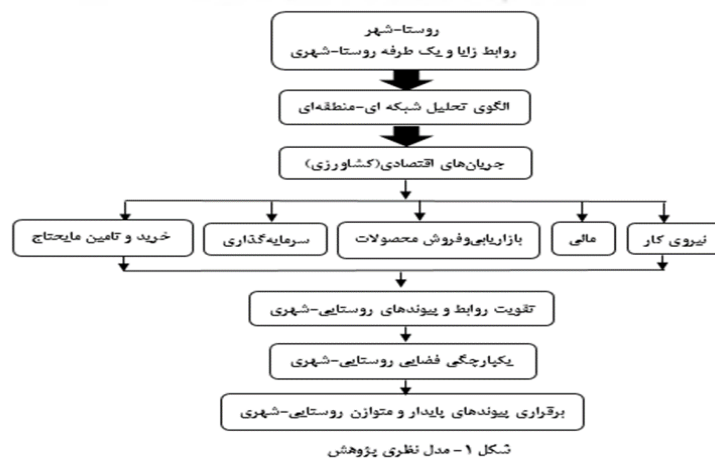 روستا-شهر
روابط زایا و یک طرفه روستا-شهری
الگوی تحلیل شبکه ای-منطقه‌ای
جریان‌های اقتصادی(کشاورزی)
نیروی کار
مالی
بازاریابی‌وفروش محصولات
سرمایه‌گذاری
خرید و تامین مایحتاج
تقویت روابط و پیوندهای روستایی-شهری
یکپارچگی فضایی روستایی-شهری
برقراری پیوندهای پایدار و متوازن روستایی-شهری
شکل ۱- مدل نظری پژوهش